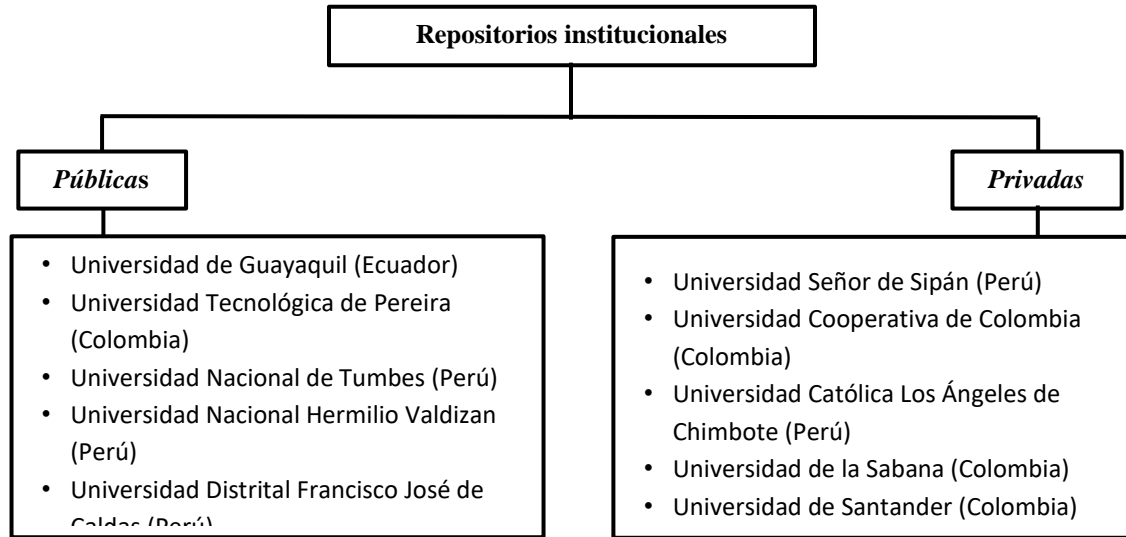 Repositorios institucionales
Públicas
Privadas
• Universidad de Guayaquil (Ecuador)
• Universidad Tecnológica de Pereira
(Colombia)
• Universidad Nacional de Tumbes (Perú)
• Universidad Nacional Hermilio Valdizan
(Perú)
• Universidad Distrital Francisco José de
Caldas (Perú)
• Universidad Señor de Sipán (Perú)
• Universidad Cooperativa de Colombia
(Colombia)
• Universidad Católica Los Ángeles de
Chimbote (Perú)
• Universidad de la Sabana (Colombia)
• Universidad de Santander (Colombia)